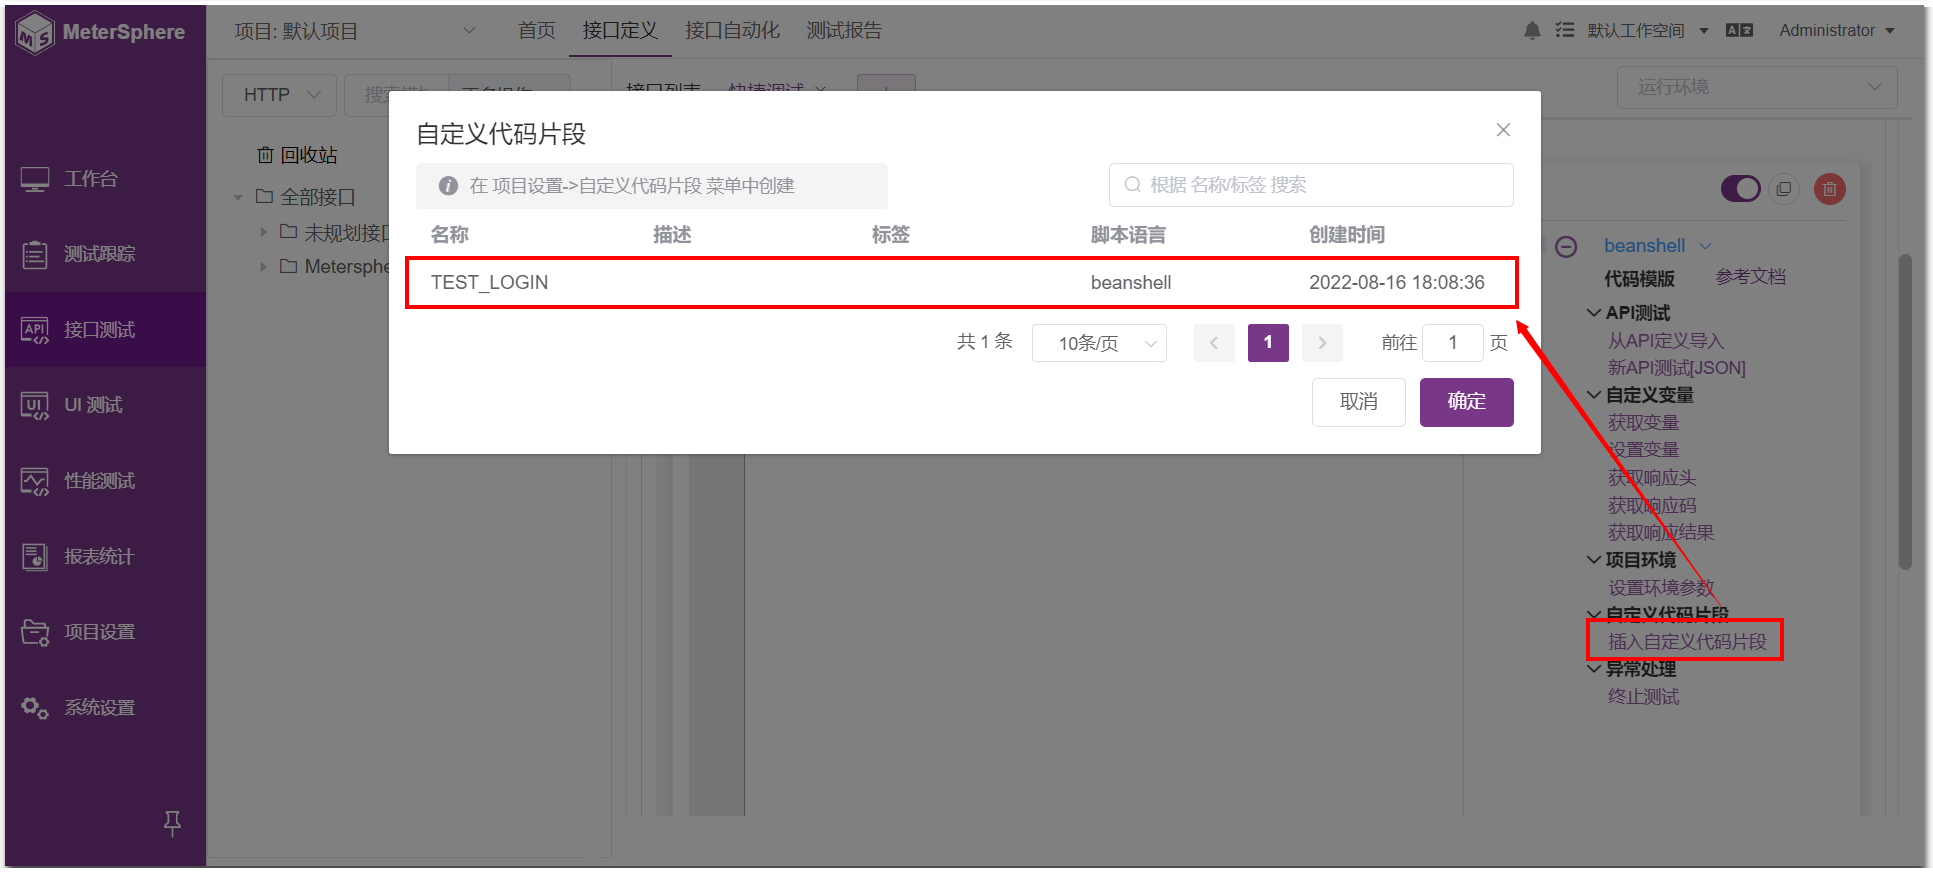 MeterSphere
项目: 默认项目
首页
接口定义
接口自动化
测试报告
默认工作空间
Administrator
工作台
测试跟踪
API
接口测试
UI
UI 测试
性能测试
报表统计
项目设置
系统设置
HTTP
回收站
全部接口
未规划接口
Metersphe
接口列表
快捷调试
运行环境
自定义代码片段
在 项目设置->自定义代码片段 菜单中创建
根据 名称/标签 搜索
名称 描述 标签 脚本语言 创建时间
TEST_LOGIN beanshell 2022-08-16 18:08:36
共 1 条
10条/页
1
前往 1 页
取消
确定
beanshell
代码模版 参考文档
API测试
从API定义导入
新API测试[JSON]
自定义变量
获取变量
设置变量
获取响应头
获取响应码
获取响应结果
项目环境
设置环境参数
自定义代码片段
插入自定义代码片段
异常处理
终止测试